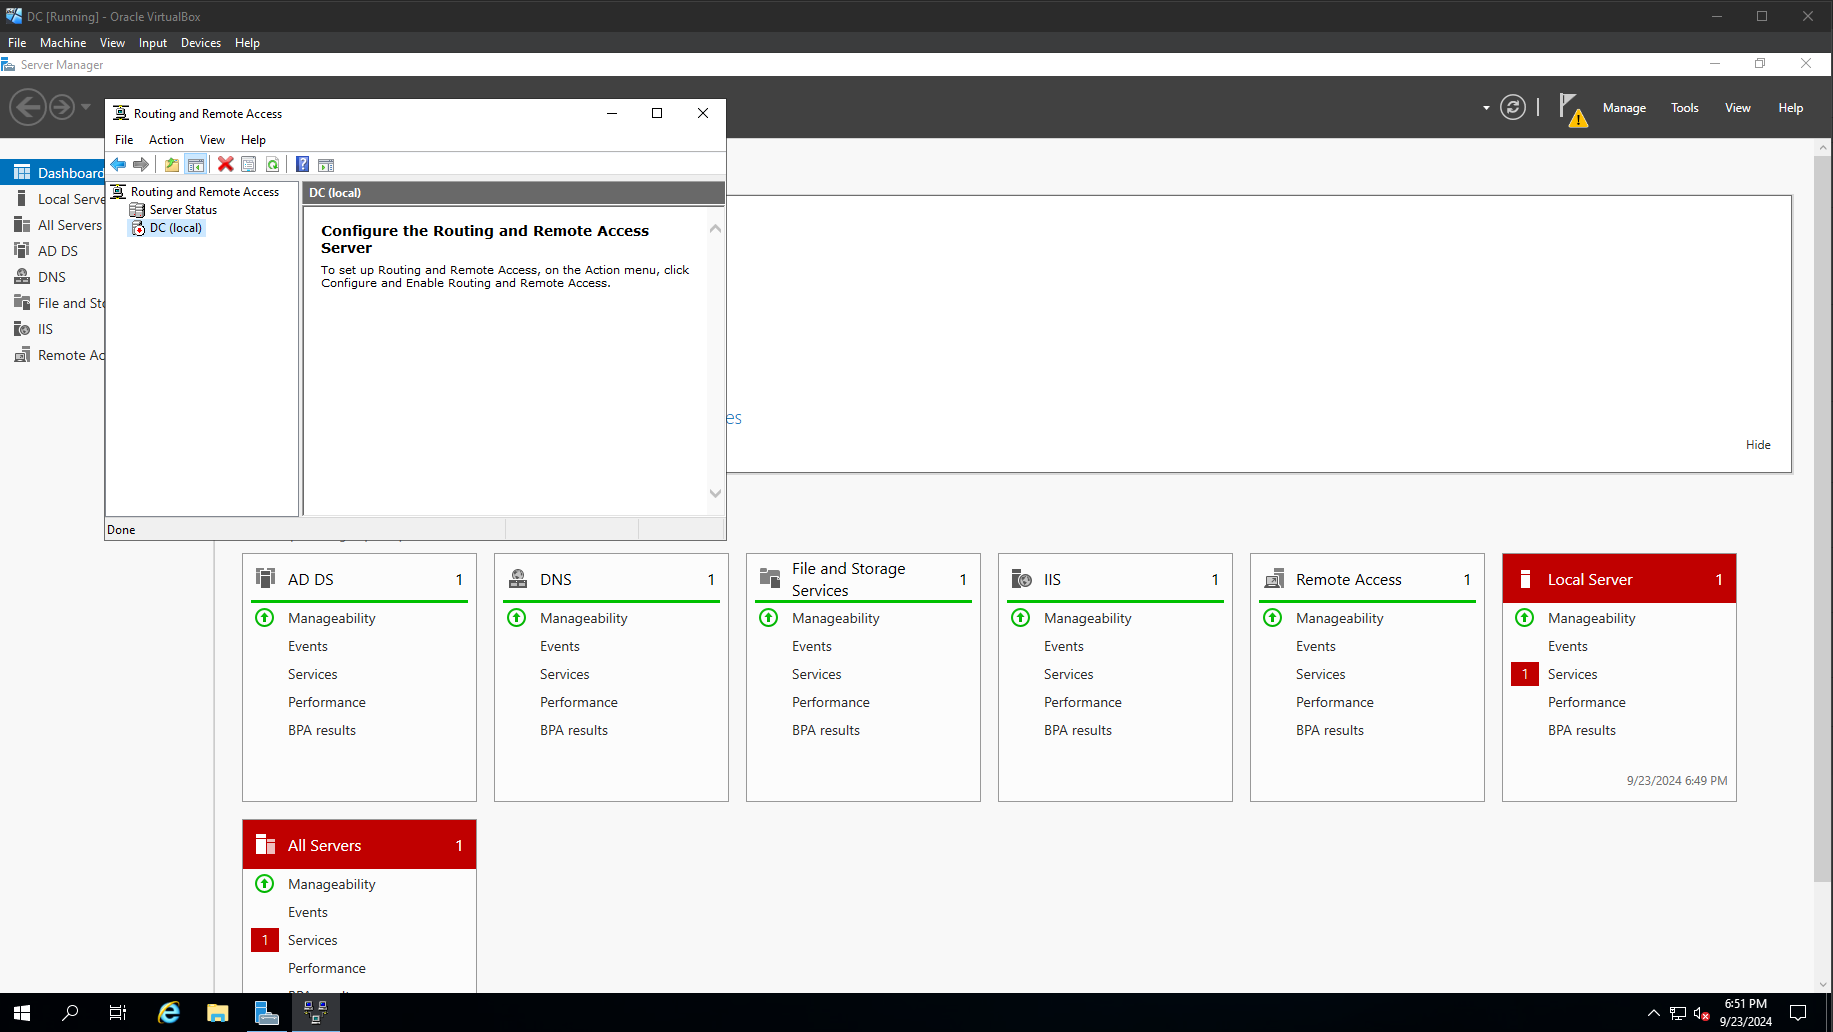 DC [Running] - Oracle VirtualBox
File Machine View Input Devices Help
Server Manager
Manage Tools View Help
Routing and Remote Access
File Action View Help
Routing and Remote Access
Server Status
DC (local)
DC (local)
Configure the Routing and Remote Access
Server
To set up Routing and Remote Access, on the Action menu, click
Configure and Enable Routing and Remote Access.
Done
Dashboard
Local Serve
All Servers
AD DS
DNS
File and Sto
IIS
Remote Ac
es
Hide
AD DS 1
Manageability
Events
Services
Performance
BPA results
DNS 1
Manageability
Events
Services
Performance
BPA results
File and Storage
Services 1
Manageability
Events
Services
Performance
BPA results
IIS 1
Manageability
Events
Services
Performance
BPA results
Remote Access 1
Manageability
Events
Services
Performance
BPA results
Local Server 1
Manageability
Events
1 Services
Performance
BPA results
9/23/2024 6:49 PM
All Servers 1
Manageability
Events
1 Services
Performance
6:51 PM
9/23/2024